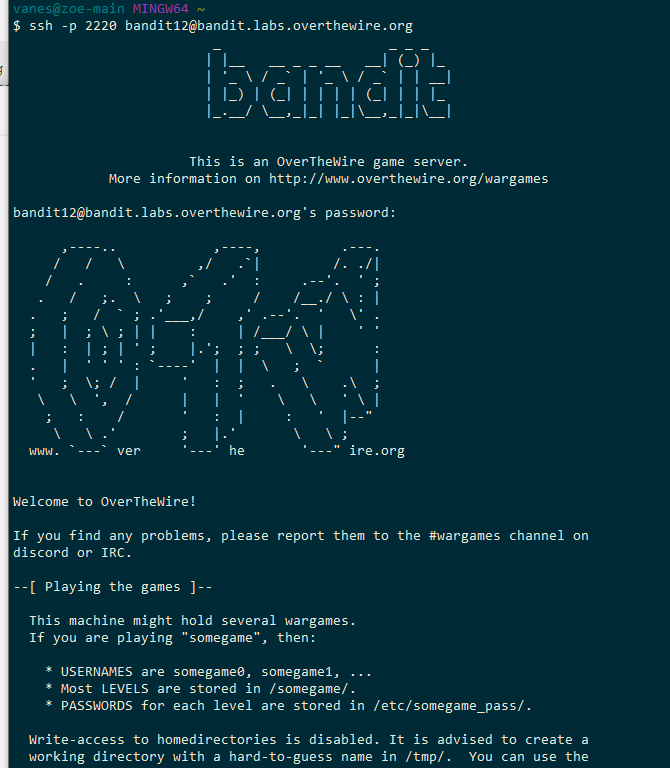 vanes@zoe-main MINGW64 ~
$ ssh -p 2220 bandit12@bandit.labs.overthewire.org
bandit
This is an OverTheWire game server.
More information on http://www.overthewire.org/wargames
bandit12@bandit.labs.overthewire.org's password:
www. ver he ire.org
Welcome to OverTheWire!
If you find any problems, please report them to the #wargames channel on
discord or IRC.
--[ Playing the games ]--
This machine might hold several wargames.
If you are playing "somegame", then:
* USERNAMES are somegame0, somegame1, ...
* Most LEVELS are stored in /somegame/.
* PASSWORDS for each level are stored in /etc/somegame_pass/.
Write-access to homedirectories is disabled. It is advised to create a
working directory with a hard-to-guess name in /tmp/.  You can use the